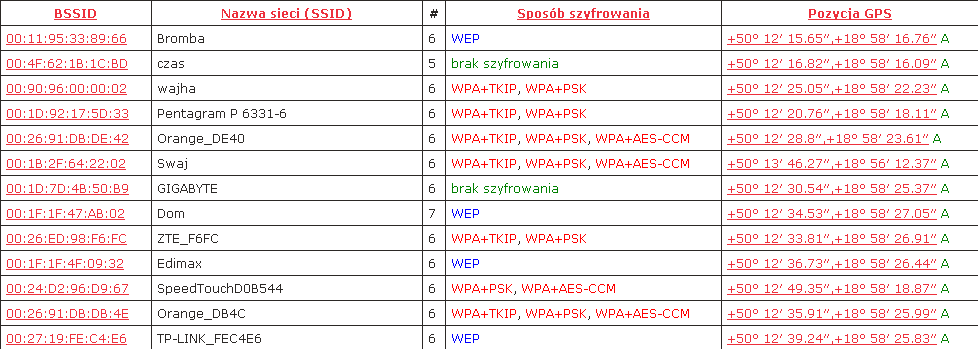 BSSID Nazwa sieci (SSID) # Sposób szyfrowania Pozycja GPS
00:11:95:33:89:66 Bromba 6 WEP +50° 12′ 15.65″,+18° 58′ 16.76″ A
00:4F:62:1B:1C:BD czas 5 brak szyfrowania +50° 12′ 16.82″,+18° 58′ 16.09″ A
00:90:96:00:00:02 wajha 6 WPA+TKIP, WPA+PSK +50° 12′ 25.05″,+18° 58′ 22.23″ A
00:1D:92:17:5D:33 Pentagram P 6331-6 6 WPA+TKIP, WPA+PSK +50° 12′ 20.76″,+18° 58′ 18.11″ A
00:26:91:DB:DE:42 Orange_DE40 6 WPA+TKIP, WPA+PSK, WPA+AES-CCM +50° 12′ 28.8″,+18° 58′ 23.61″ A
00:1B:2F:64:22:02 Swaj 6 WPA+TKIP, WPA+PSK, WPA+AES-CCM +50° 13′ 46.27″,+18° 56′ 12.37″ A
00:1D:7D:4B:50:B9 GIGABYTE 6 brak szyfrowania +50° 12′ 30.54″,+18° 58′ 25.37″ A
00:1F:1F:47:AB:02 Dom 7 WEP +50° 12′ 34.53″,+18° 58′ 27.05″ A
00:26:ED:98:F6:FC ZTE_F6FC 6 WPA+TKIP, WPA+PSK +50° 12′ 33.81″,+18° 58′ 26.91″ A
00:1F:1F:4F:09:32 Edimax 6 WEP +50° 12′ 36.73″,+18° 58′ 26.44″ A
00:24:D2:96:D9:67 SpeedTouchD0B544 6 WPA+PSK, WPA+AES-CCM +50° 12′ 49.35″,+18° 58′ 18.87″ A
00:26:91:DB:DB:4E Orange_DB4C 6 WPA+TKIP, WPA+PSK, WPA+AES-CCM +50° 12′ 35.91″,+18° 58′ 25.99″ A
00:27:19:FE:C4:E6 TP-LINK_FEC4E6 6 WEP +50° 12′ 39.24″,+18° 58′ 25.83″ A